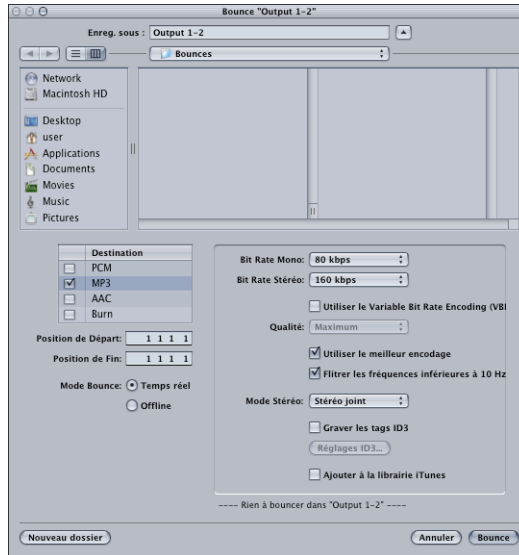 Bounce "Output 1-2"
Enreg. sous : Output 1-2
Bounces
Network
Macintosh HD
Desktop
user
Applications
Documents
Movies
Music
Pictures
Destination
PCM
MP3
AAC
Burn
Position de Départ: 1 1 1 1
Position de Fin: 1 1 1 1
Mode Bounce: Temps réel
Offline
Bit Rate Mono: 80 kbps
Bit Rate Stéréo: 160 kbps
Utiliser le Variable Bit Rate Encoding (VBI
Qualité: Maximum
Utiliser le meilleur encodage
Flitrer les fréquences inférieures à 10 Hz
Mode Stéréo: Stéréo joint
Graver les tags ID3
Réglages ID3...
Ajouter à la librairie iTunes
---- Rien à bouncer dans "Output 1-2" ----
Nouveau dossier
Annuler
Bounce